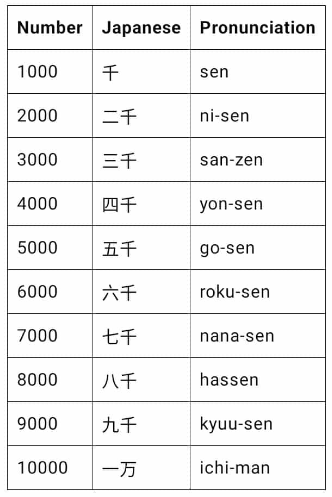 Number Japanese Pronunciation
1000 千 sen
2000 二千 ni-sen
3000 三千 san-zen
4000 四千 yon-sen
5000 五千 go-sen
6000 六千 roku-sen
7000 七千 nana-sen
8000 八千 hassen
9000 九千 kyuu-sen
10000 一万 ichi-man